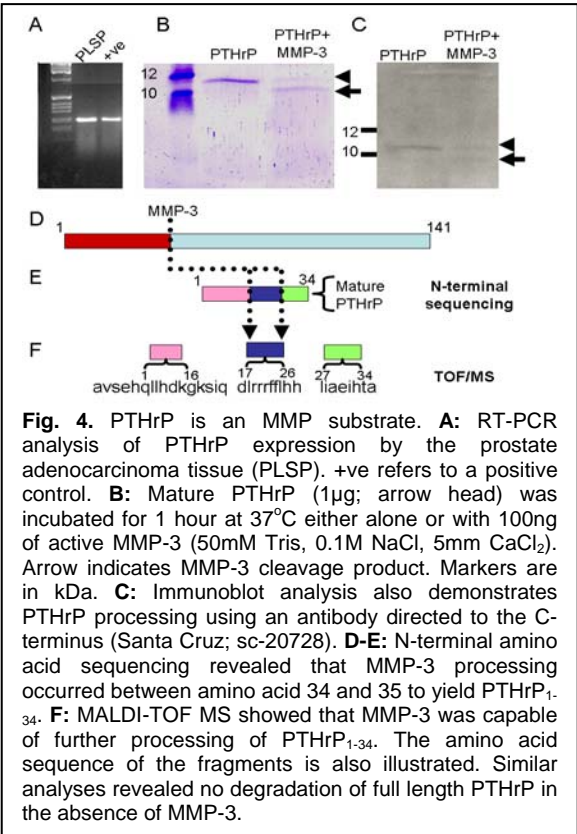 A
B
C
PLSP
+ve
PTHrP
PTHrP+
MMP-3
PTHrP
PTHrP+
MMP-3
12
10
12
10
D
MMP-3
1
141
E
1
34
Mature
PTHrP
N-terminal
sequencing
F
1
16
17
26
27
34
avsehqllhdkgksiq
dlrrrfflhh
liaeihta
TOF/MS
Fig. 4. PTHrP is an MMP substrate. A: RT-PCR
analysis of PTHrP expression by the prostate
adenocarcinoma tissue (PLSP). +ve refers to a positive
control. B: Mature PTHrP (1µg; arrow head) was
incubated for 1 hour at 37oC either alone or with 100ng
of active MMP-3 (50mM Tris, 0.1M NaCl, 5mm CaCl2).
Arrow indicates MMP-3 cleavage product. Markers are
in kDa. C: Immunoblot analysis also demonstrates
PTHrP processing using an antibody directed to the C-
terminus (Santa Cruz; sc-20728). D-E: N-terminal amino
acid sequencing revealed that MMP-3 processing
occurred between amino acid 34 and 35 to yield PTHrP1-
34. F: MALDI-TOF MS showed that MMP-3 was capable
of further processing of PTHrP1-34. The amino acid
sequence of the fragments is also illustrated. Similar
analyses revealed no degradation of full length PTHrP in
the absence of MMP-3.